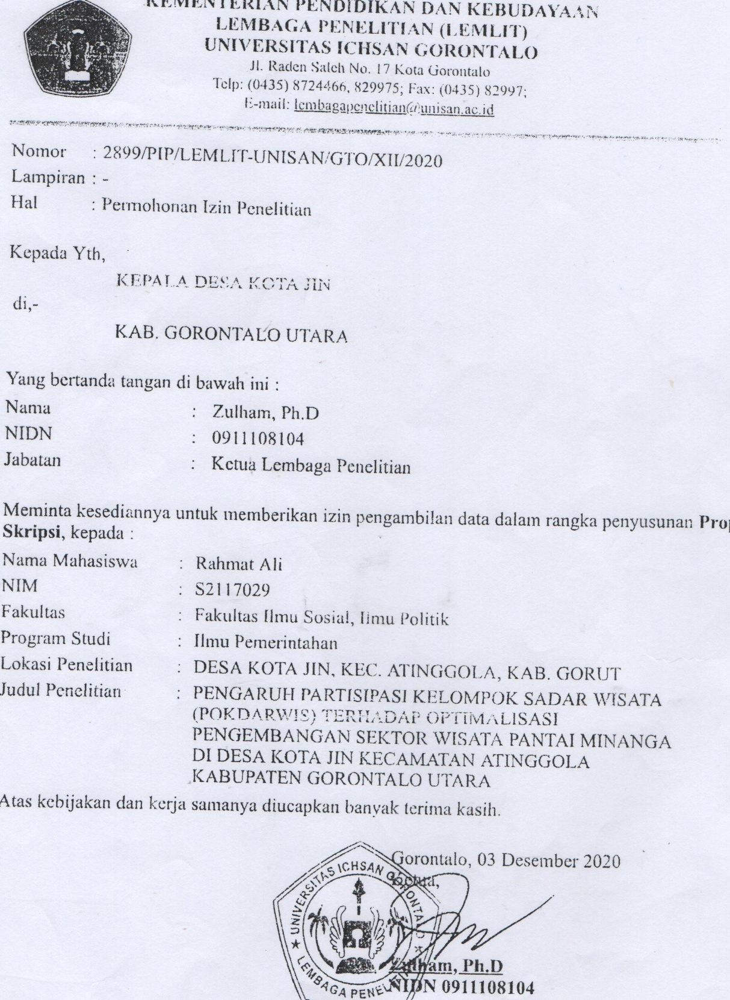 KEMENTERIAN PENDIDIKAN DAN KEBUDAYAAN
LEMBAGA PENELITIAN (LEMLIT)
UNIVERSITAS ICHSAN GORONTALO
Jl. Raden Saleh No. 17 Kota Gorontalo
Telp: (0435) 8724466, 829975; Fax: (0435) 82997;
E-mail: lembagapenelitian@unisan.ac.id
Nomor : 2899/PIP/LEMLIT-UNISAN/GTO/XII/2020
Lampiran : -
Hal : Permohonan Izin Penelitian
Kepada Yth,
KEPALA DESA KOTA JIN
di,-
KAB. GORONTALO UTARA
Yang bertanda tangan di bawah ini :
Nama : Zulham, Ph.D
NIDN : 0911108104
Jabatan : Ketua Lembaga Penelitian
Meminta kesediannya untuk memberikan izin pengambilan data dalam rangka penyusunan Prop
Skripsi, kepada :
Nama Mahasiswa : Rahmat Ali
NIM : S2117029
Fakultas : Fakultas Ilmu Sosial, Ilmu Politik
Program Studi : Ilmu Pemerintahan
Lokasi Penelitian : DESA KOTA JIN, KEC. ATINGGOLA, KAB. GORUT
Judul Penelitian : PENGARUH PARTISIPASI KELOMPOK SADAR WISATA
(POKDARWIS) TERHADAP OPTIMALISASI
PENGEMBANGAN SEKTOR WISATA PANTAI MINANGA
DI DESA KOTA JIN KECAMATAN ATINGGOLA
KABUPATEN GORONTALO UTARA
Atas kebijakan dan kerja samanya diucapkan banyak terima kasih.
Gorontalo, 03 Desember 2020
Ketua,
UNIVERSITAS ICHSAN GORONTALO
LEMBAGA PENELI
Zulham, Ph.D
NIDN 0911108104